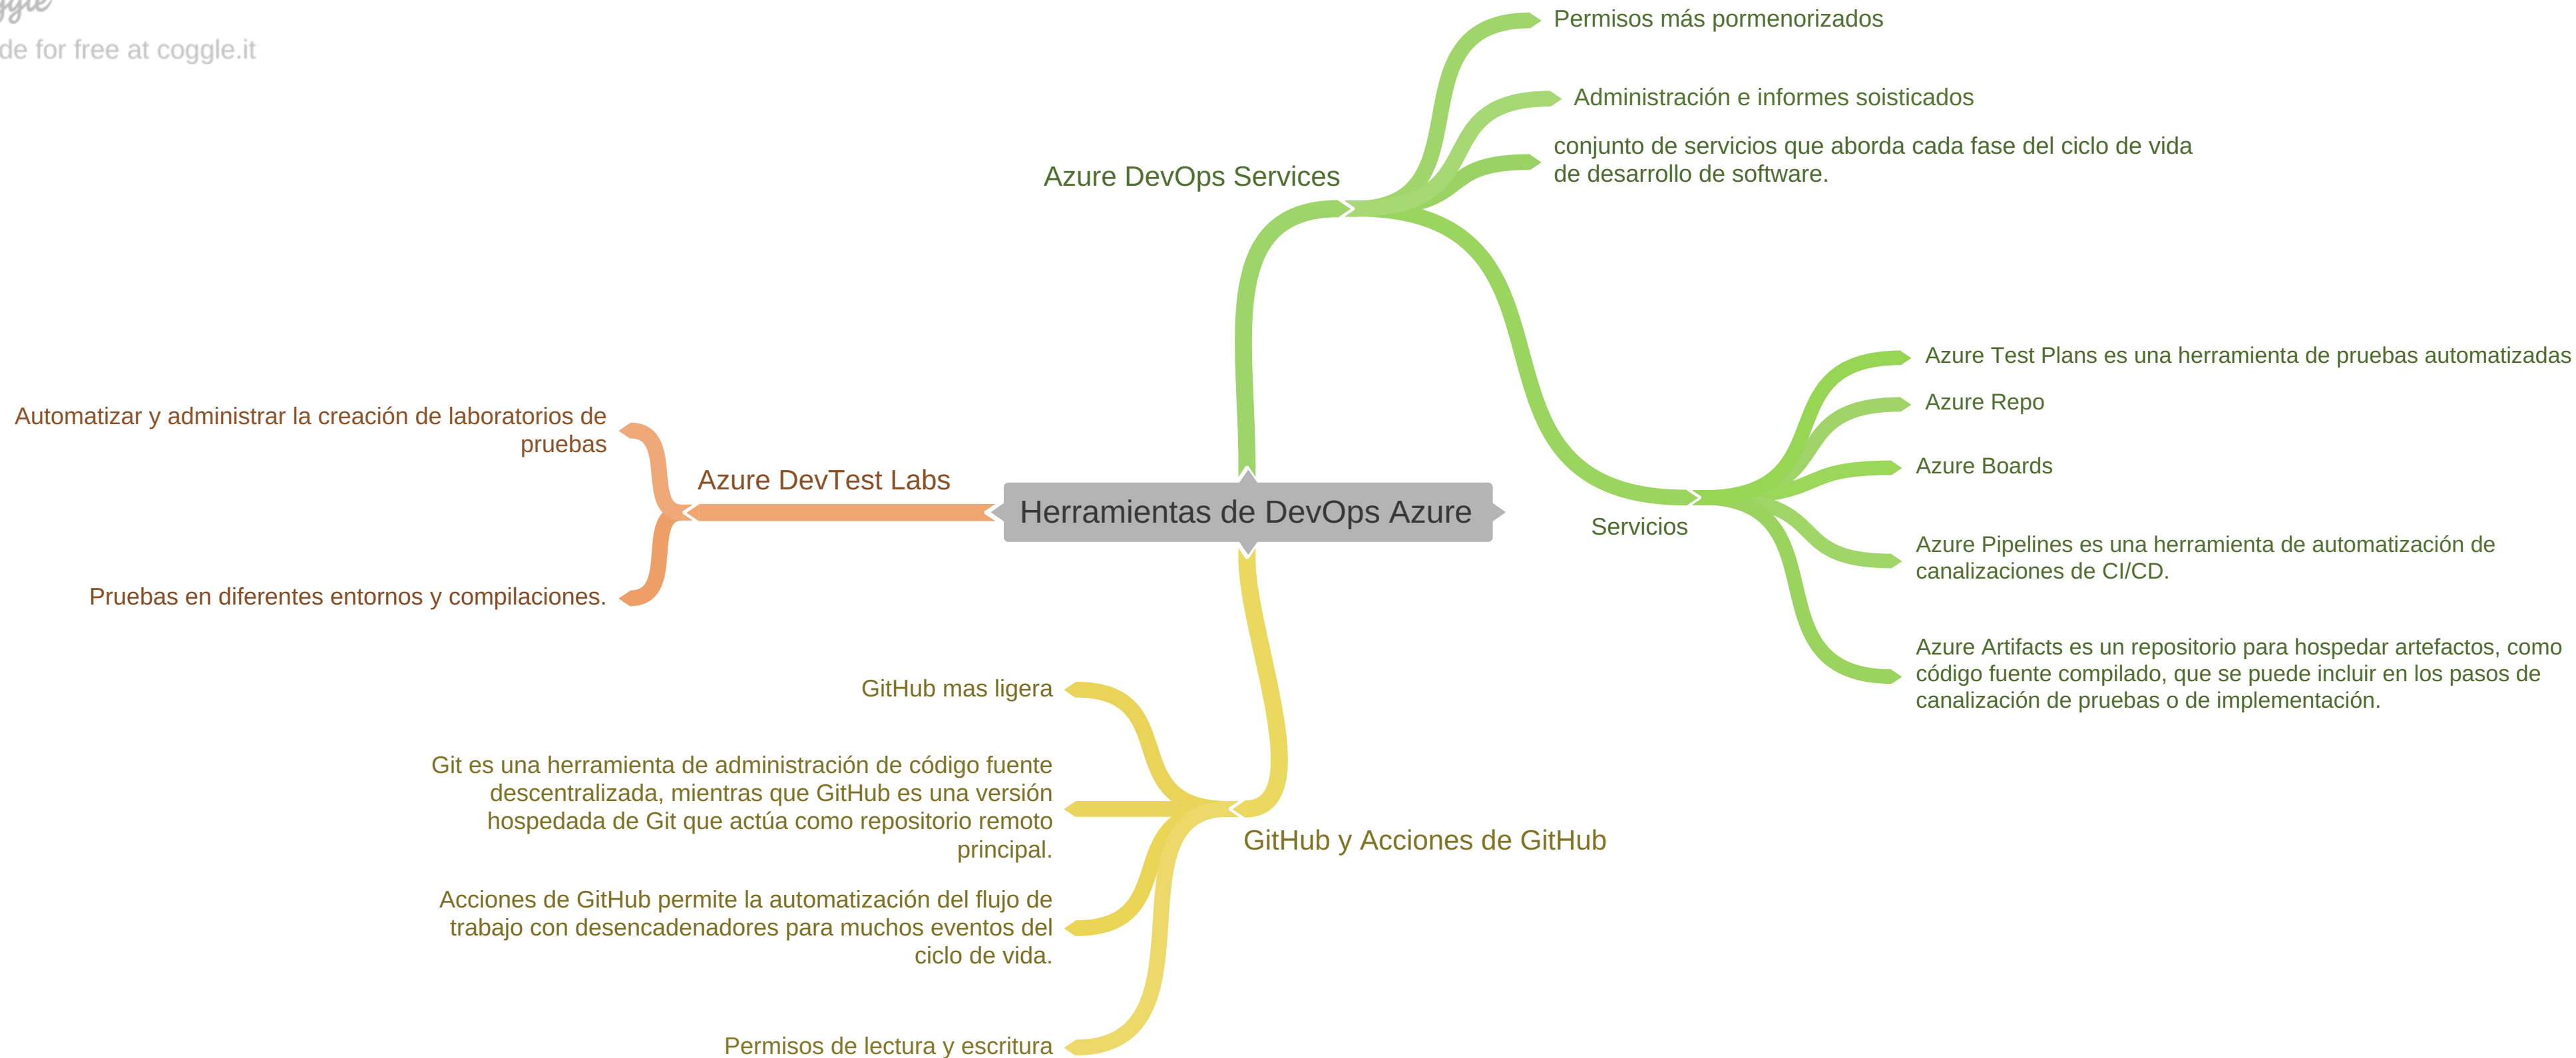 de for free at coggle.it
Permisos más pormenorizados
Administración e informes soisticados
conjunto de servicios que aborda cada fase del ciclo de vida
de desarrollo de software.
Azure DevOps Services
Azure Test Plans es una herramienta de pruebas automatizadas
Azure Repo
Azure Boards
Servicios
Azure Pipelines es una herramienta de automatización de
canalizaciones de CI/CD.
Azure Artifacts es un repositorio para hospedar artefactos, como
código fuente compilado, que se puede incluir en los pasos de
canalización de pruebas o de implementación.
Automatizar y administrar la creación de laboratorios de
pruebas
Azure DevTest Labs
Herramientas de DevOps Azure
Pruebas en diferentes entornos y compilaciones.
GitHub mas ligera
Git es una herramienta de administración de código fuente
descentralizada, mientras que GitHub es una versión
hospedada de Git que actúa como repositorio remoto
principal.
GitHub y Acciones de GitHub
Acciones de GitHub permite la automatización del flujo de
trabajo con desencadenadores para muchos eventos del
ciclo de vida.
Permisos de lectura y escritura